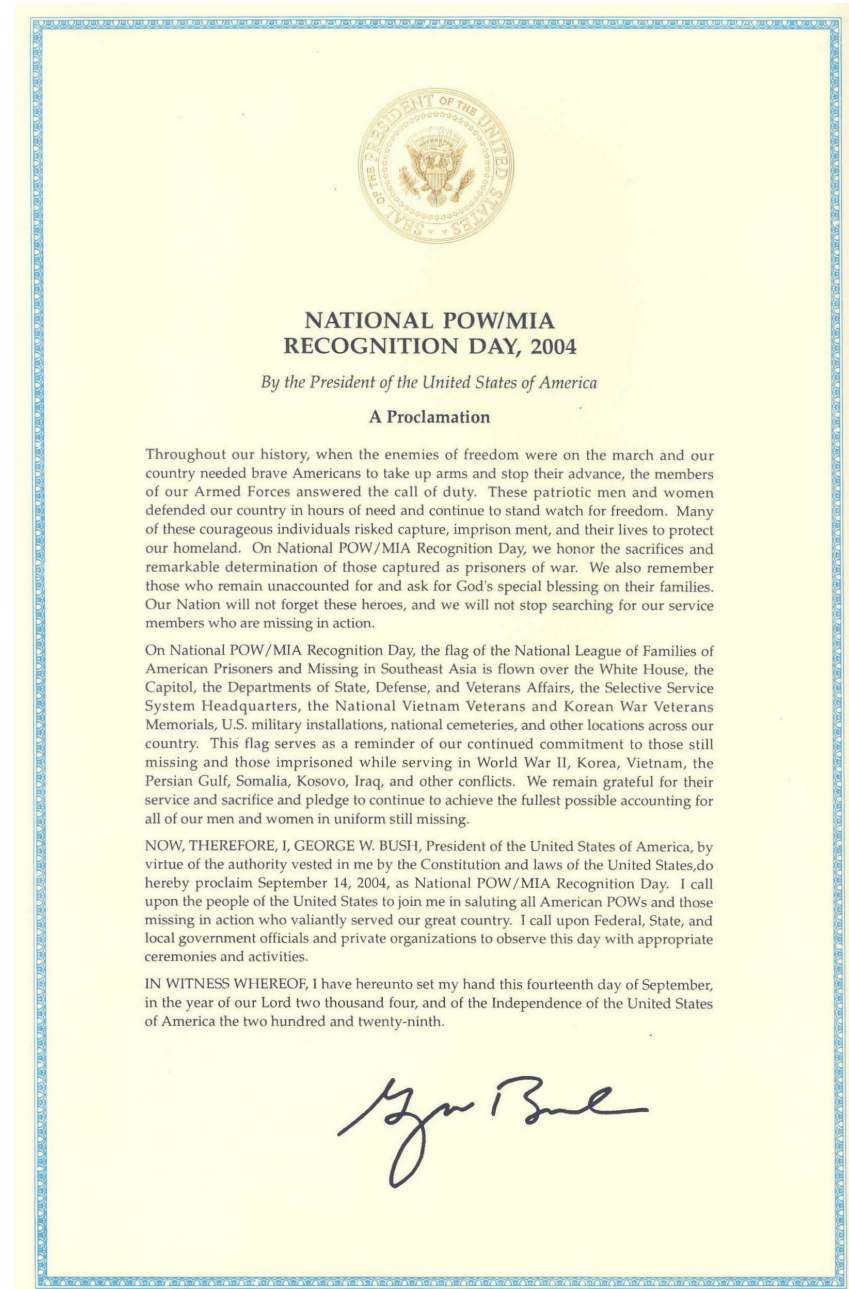 SEAL OF THE PRESIDENT OF THE UNITED STATES
NATIONAL POW/MIA
RECOGNITION DAY, 2004
By the President of the United States of America
A Proclamation
Throughout our history, when the enemies of freedom were on the march and our
country needed brave Americans to take up arms and stop their advance, the members
of our Armed Forces answered the call of duty. These patriotic men and women
defended our country in hours of need and continue to stand watch for freedom. Many
of these courageous individuals risked capture, imprison ment, and their lives to protect
our homeland. On National POW/MIA Recognition Day, we honor the sacrifices and
remarkable determination of those captured as prisoners of war. We also remember
those who remain unaccounted for and ask for God's special blessing on their families.
Our Nation will not forget these heroes, and we will not stop searching for our service
members who are missing in action.
On National POW/MIA Recognition Day, the flag of the National League of Families of
American Prisoners and Missing in Southeast Asia is flown over the White House, the
Capitol, the Departments of State, Defense, and Veterans Affairs, the Selective Service
System Headquarters, the National Vietnam Veterans and Korean War Veterans
Memorials, U.S. military installations, national cemeteries, and other locations across our
country. This flag serves as a reminder of our continued commitment to those still
missing and those imprisoned while serving in World War II, Korea, Vietnam, the
Persian Gulf, Somalia, Kosovo, Iraq, and other conflicts. We remain grateful for their
service and sacrifice and pledge to continue to achieve the fullest possible accounting for
all of our men and women in uniform still missing.
NOW, THEREFORE, I, GEORGE W. BUSH, President of the United States of America, by
virtue of the authority vested in me by the Constitution and laws of the United States,do
hereby proclaim September 14, 2004, as National POW/MIA Recognition Day. I call
upon the people of the United States to join me in saluting all American POWs and those
missing in action who valiantly served our great country. I call upon Federal, State, and
local government officials and private organizations to observe this day with appropriate
ceremonies and activities.
IN WITNESS WHEREOF, I have hereunto set my hand this fourteenth day of September,
in the year of our Lord two thousand four, and of the Independence of the United States
of America the two hundred and twenty-ninth.